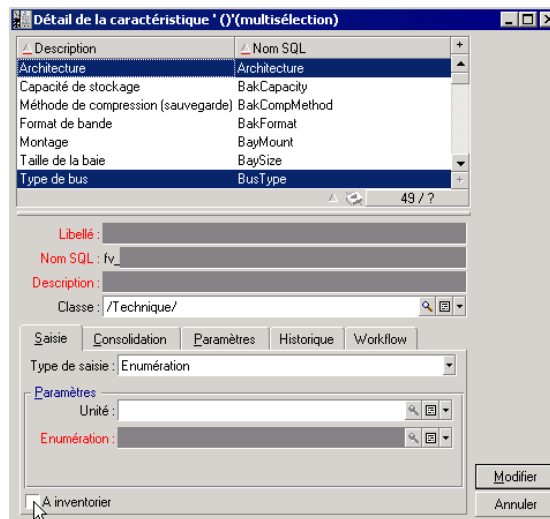 Détail de la caractéristique ' ()'(multisélection)
Description Nom SQL +
Architecture Architecture
Capacité de stockage BakCapacity
Méthode de compression (sauvegarde) BakCompMethod
Format de bande BakFormat
Montage BayMount
Taille de la baie BaySize
Type de bus BusType +
49 / ?
Libellé :
Nom SQL : fv_
Description :
Classe : /Technique/
Saisie Consolidation Paramètres Historique Workflow
Type de saisie : Enumération
Paramètres
Unité :
Enumération :
Modifier
A inventorier
Annuler